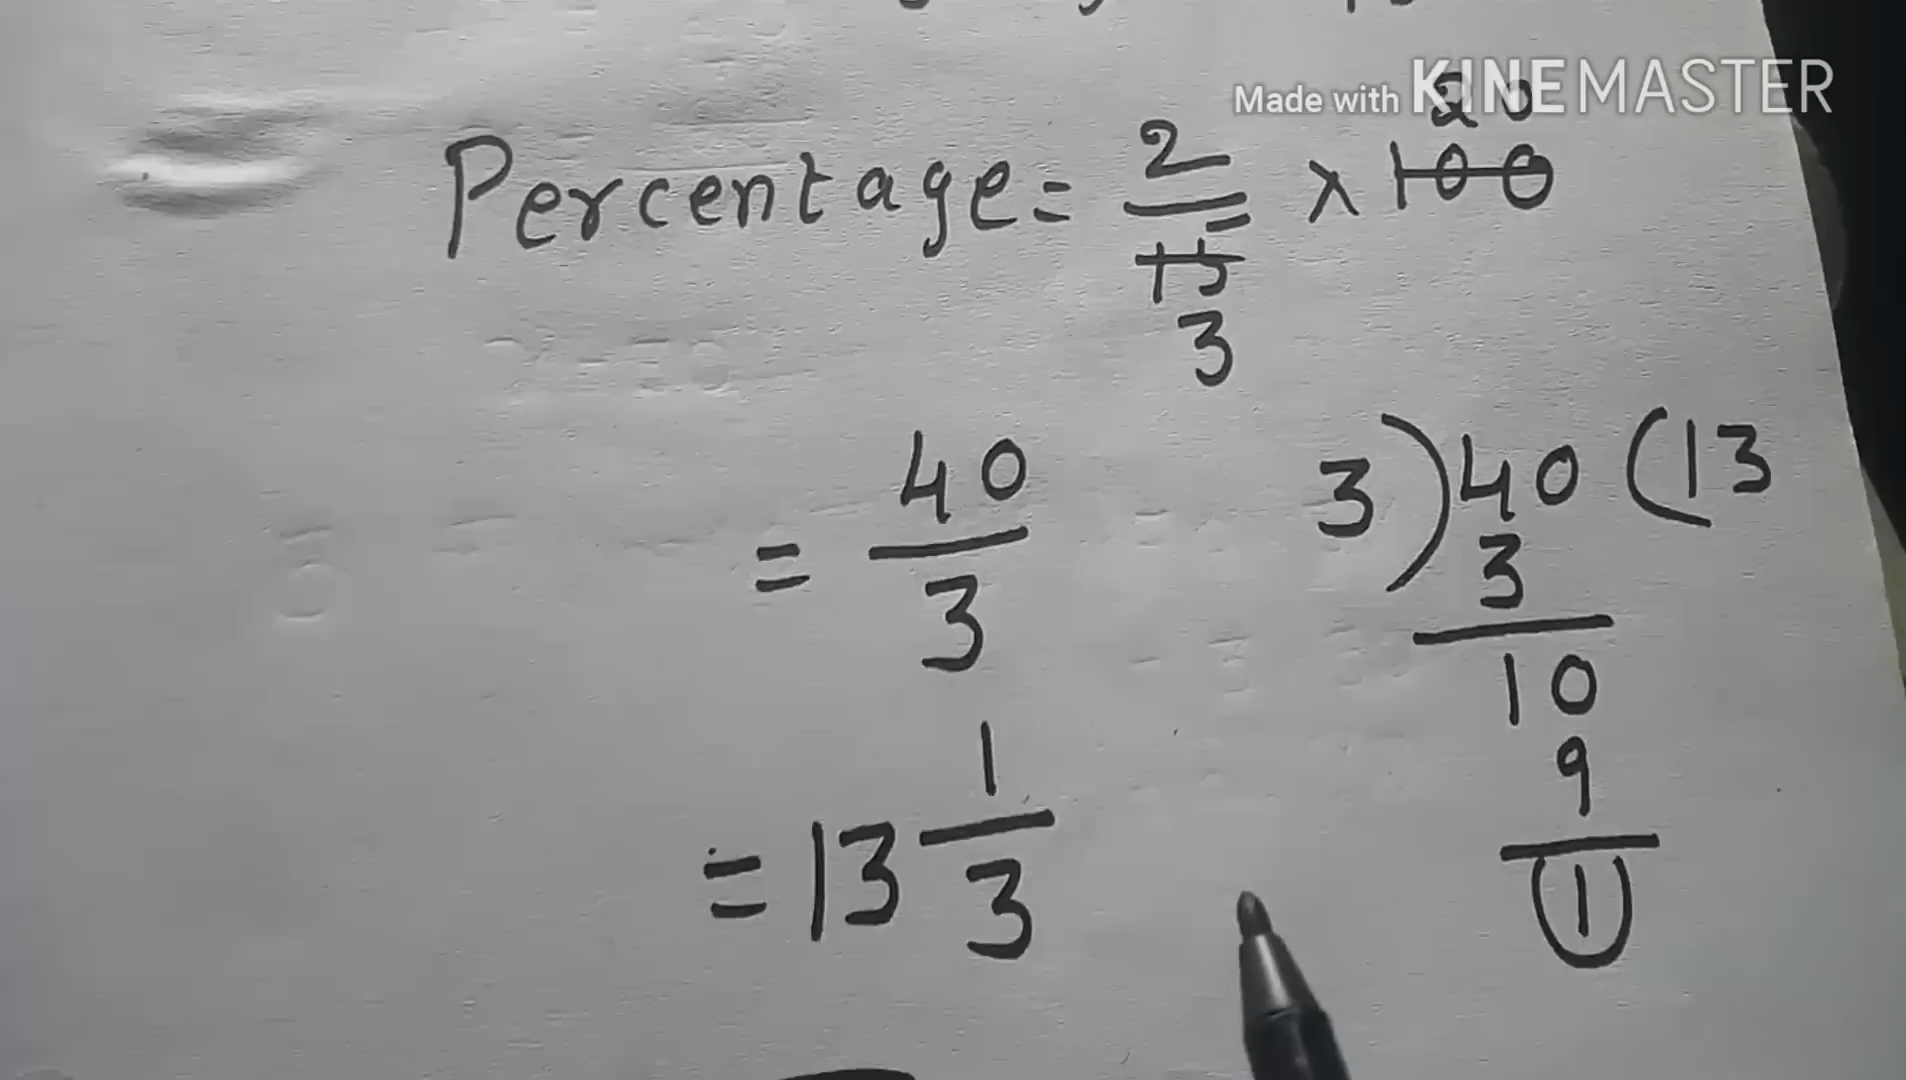 Made with KINEMASTER
20
Percentage = 2/15 × 100
3
= 40/3
3)40(13
3
10
9
1
= 13 1/3